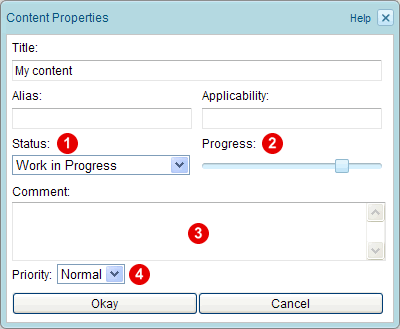 Content Properties Help
Title:
My content
Alias: Applicability:
Status: 1 Progress: 2
Work in Progress
Comment:
3
Priority: Normal 4
Okay Cancel